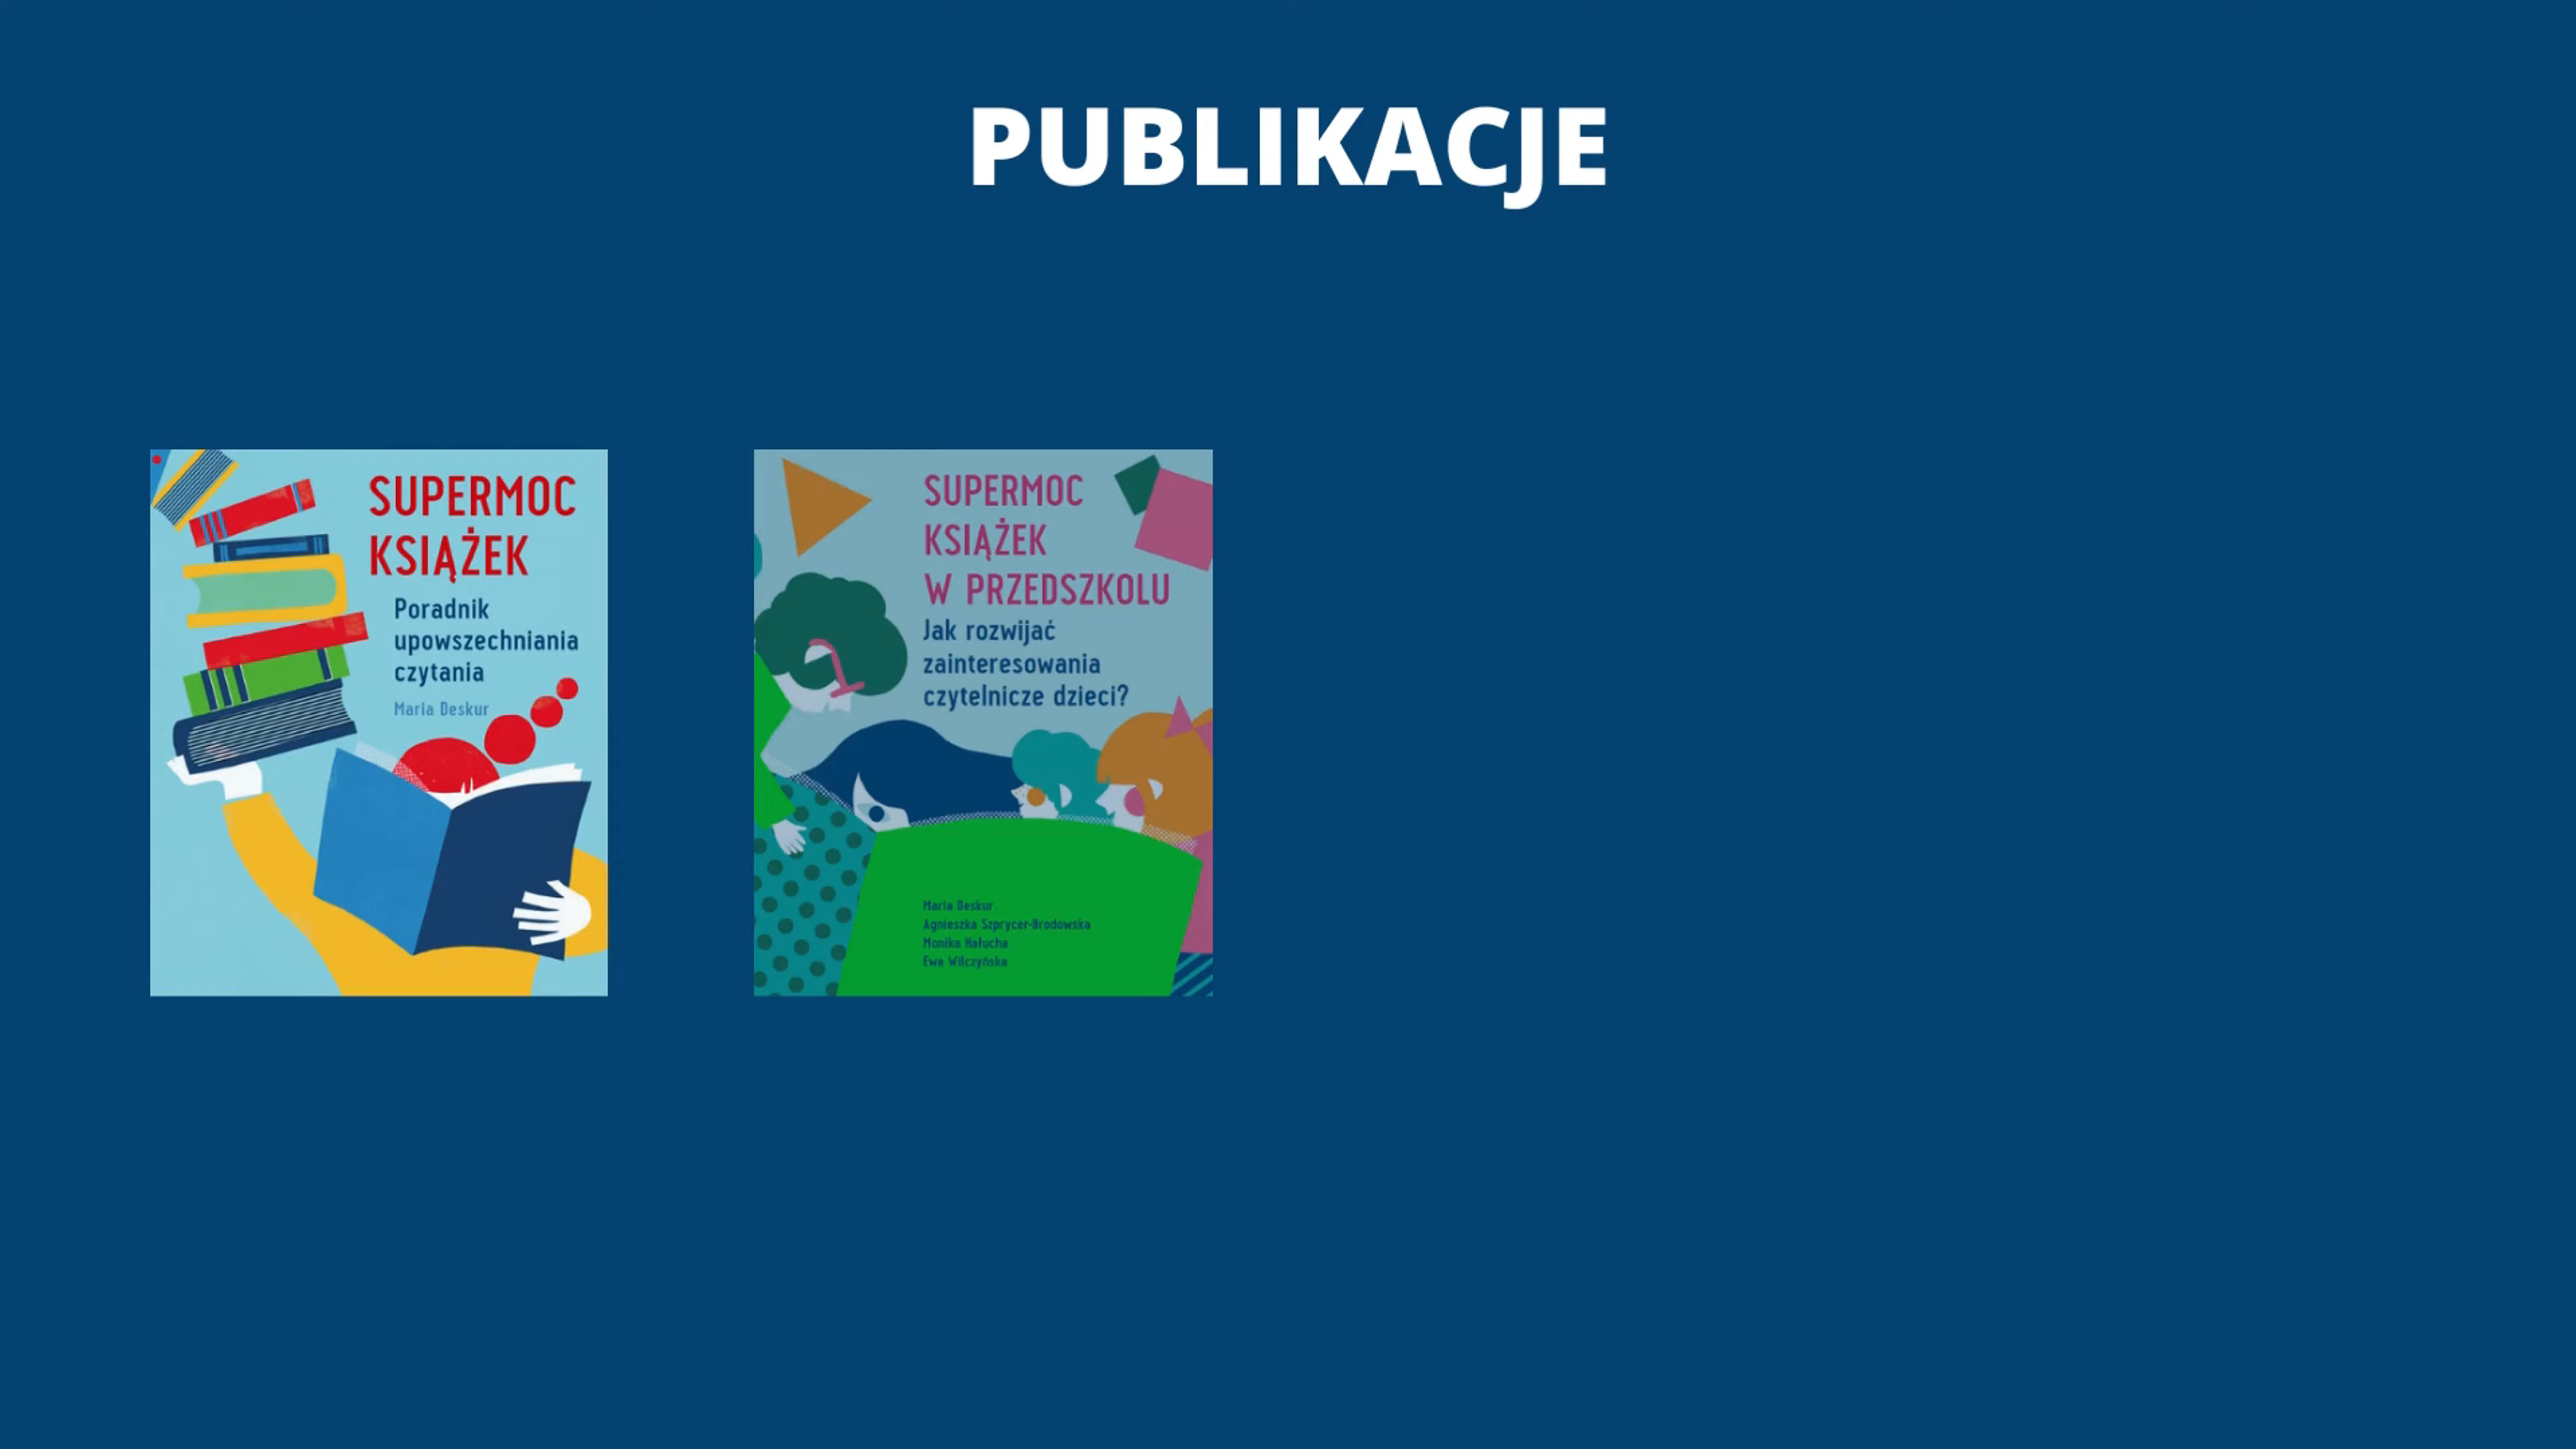 PUBLIKACJE
SUPERMOC
KSIĄŻEK
Poradnik
upowszechniania
czytania
Maria Deskur
SUPERMOC
KSIĄŻEK
W PRZEDSZKOLU
Jak rozwijać
zainteresowania
czytelnicze dzieci?
Maria Deskur
Agnieszka Szprycer-Brodowska
Monika Hałucha
Ewa Wilczyńska